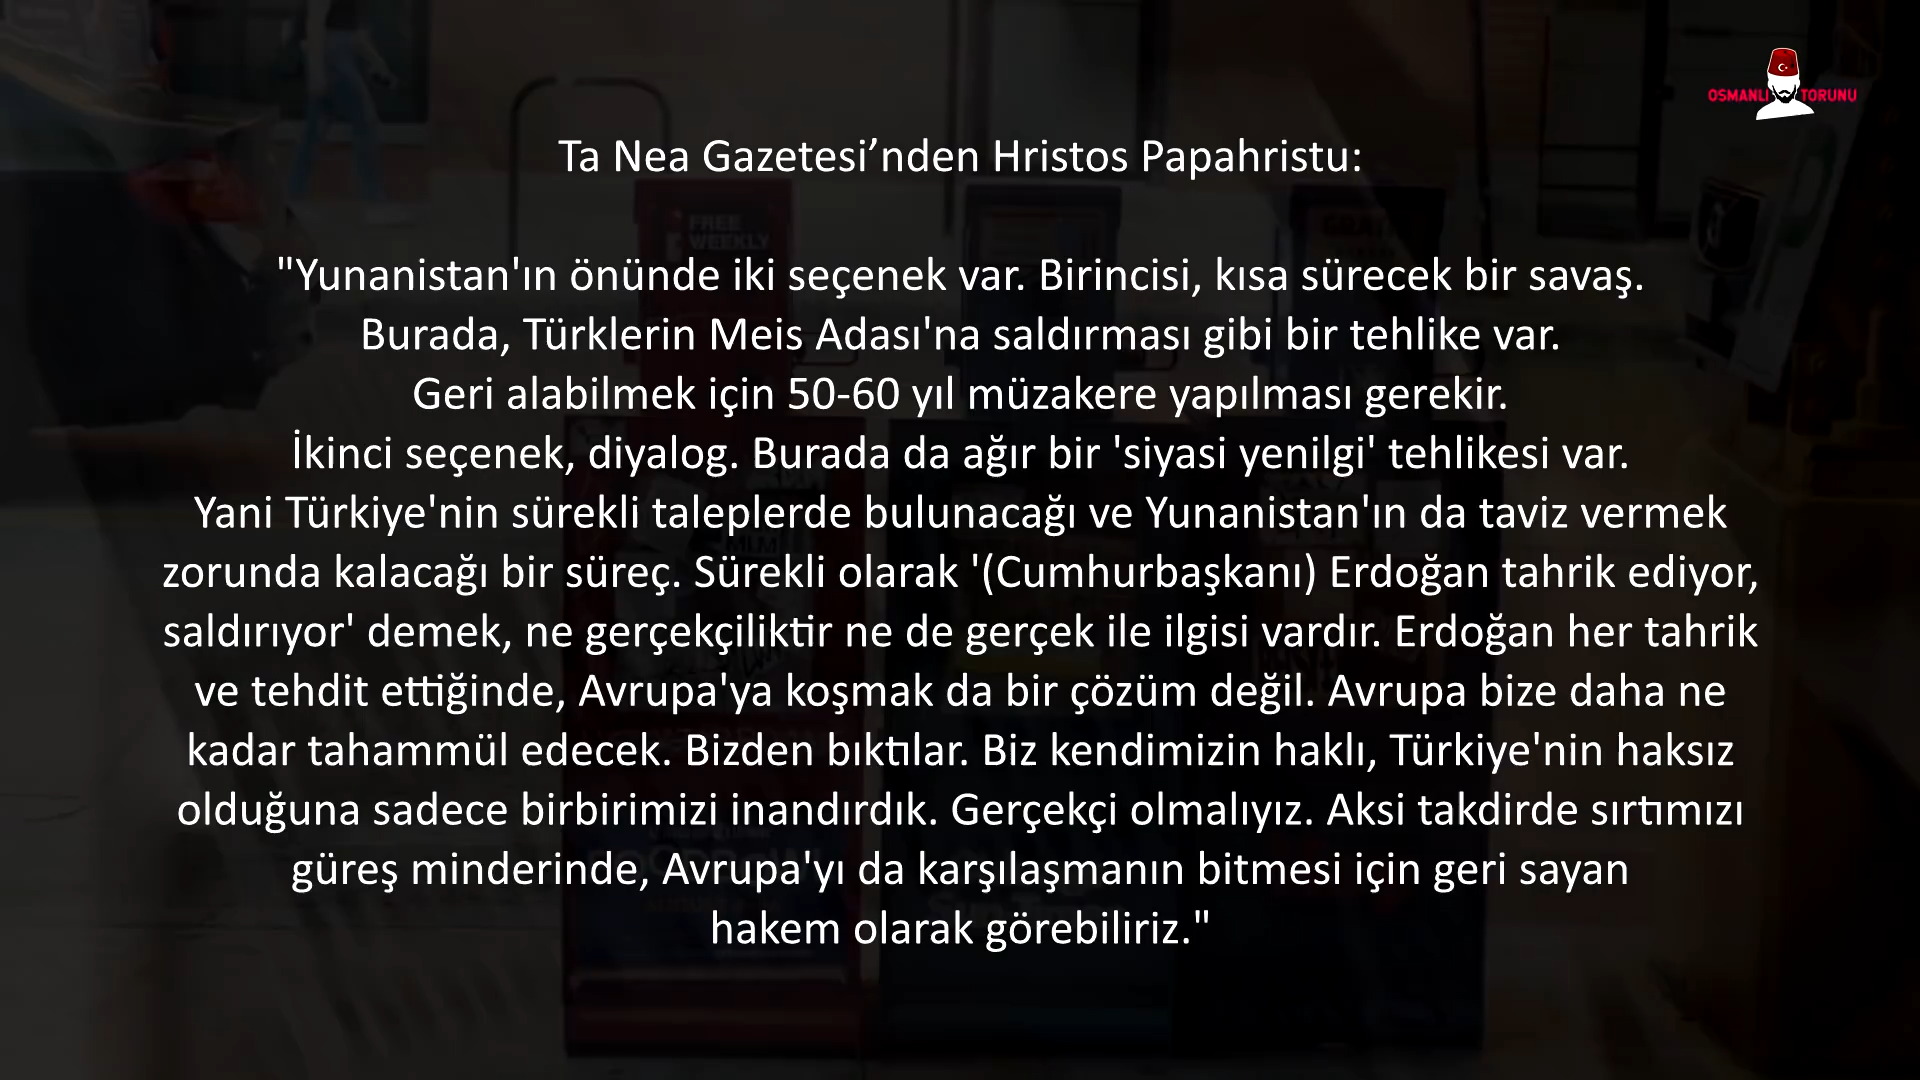 OSMANLI TORUNU
Ta Nea Gazetesi’nden Hristos Papahristu:
"Yunanistan'ın önünde iki seçenek var. Birincisi, kısa sürecek bir savaş.
Burada, Türklerin Meis Adası'na saldırması gibi bir tehlike var.
Geri alabilmek için 50-60 yıl müzakere yapılması gerekir.
İkinci seçenek, diyalog. Burada da ağır bir 'siyasi yenilgi' tehlikesi var.
Yani Türkiye'nin sürekli taleplerde bulunacağı ve Yunanistan'ın da taviz vermek
zorunda kalacağı bir süreç. Sürekli olarak '(Cumhurbaşkanı) Erdoğan tahrik ediyor,
saldırıyor' demek, ne gerçekçiliktir ne de gerçek ile ilgisi vardır. Erdoğan her tahrik
ve tehdit ettiğinde, Avrupa'ya koşmak da bir çözüm değil. Avrupa bize daha ne
kadar tahammül edecek. Bizden bıktılar. Biz kendimizin haklı, Türkiye'nin haksız
olduğuna sadece birbirimizi inandırdık. Gerçekçi olmalıyız. Aksi takdirde sırtımızı
güreş minderinde, Avrupa'yı da karşılaşmanın bitmesi için geri sayan
hakem olarak görebiliriz."
FREE
WEEKLY